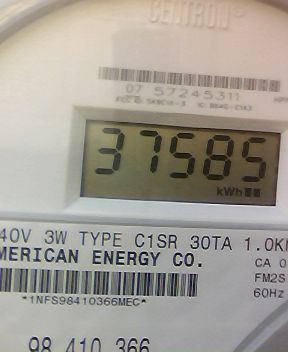 CENTRON®
07 57245311
37585
kWh
40V 3W TYPE C1SR 30TA 1.0K
MERICAN ENERGY CO.
CA 0
FM2S
60Hz
*1NFS98410366MEC*
98 410 366